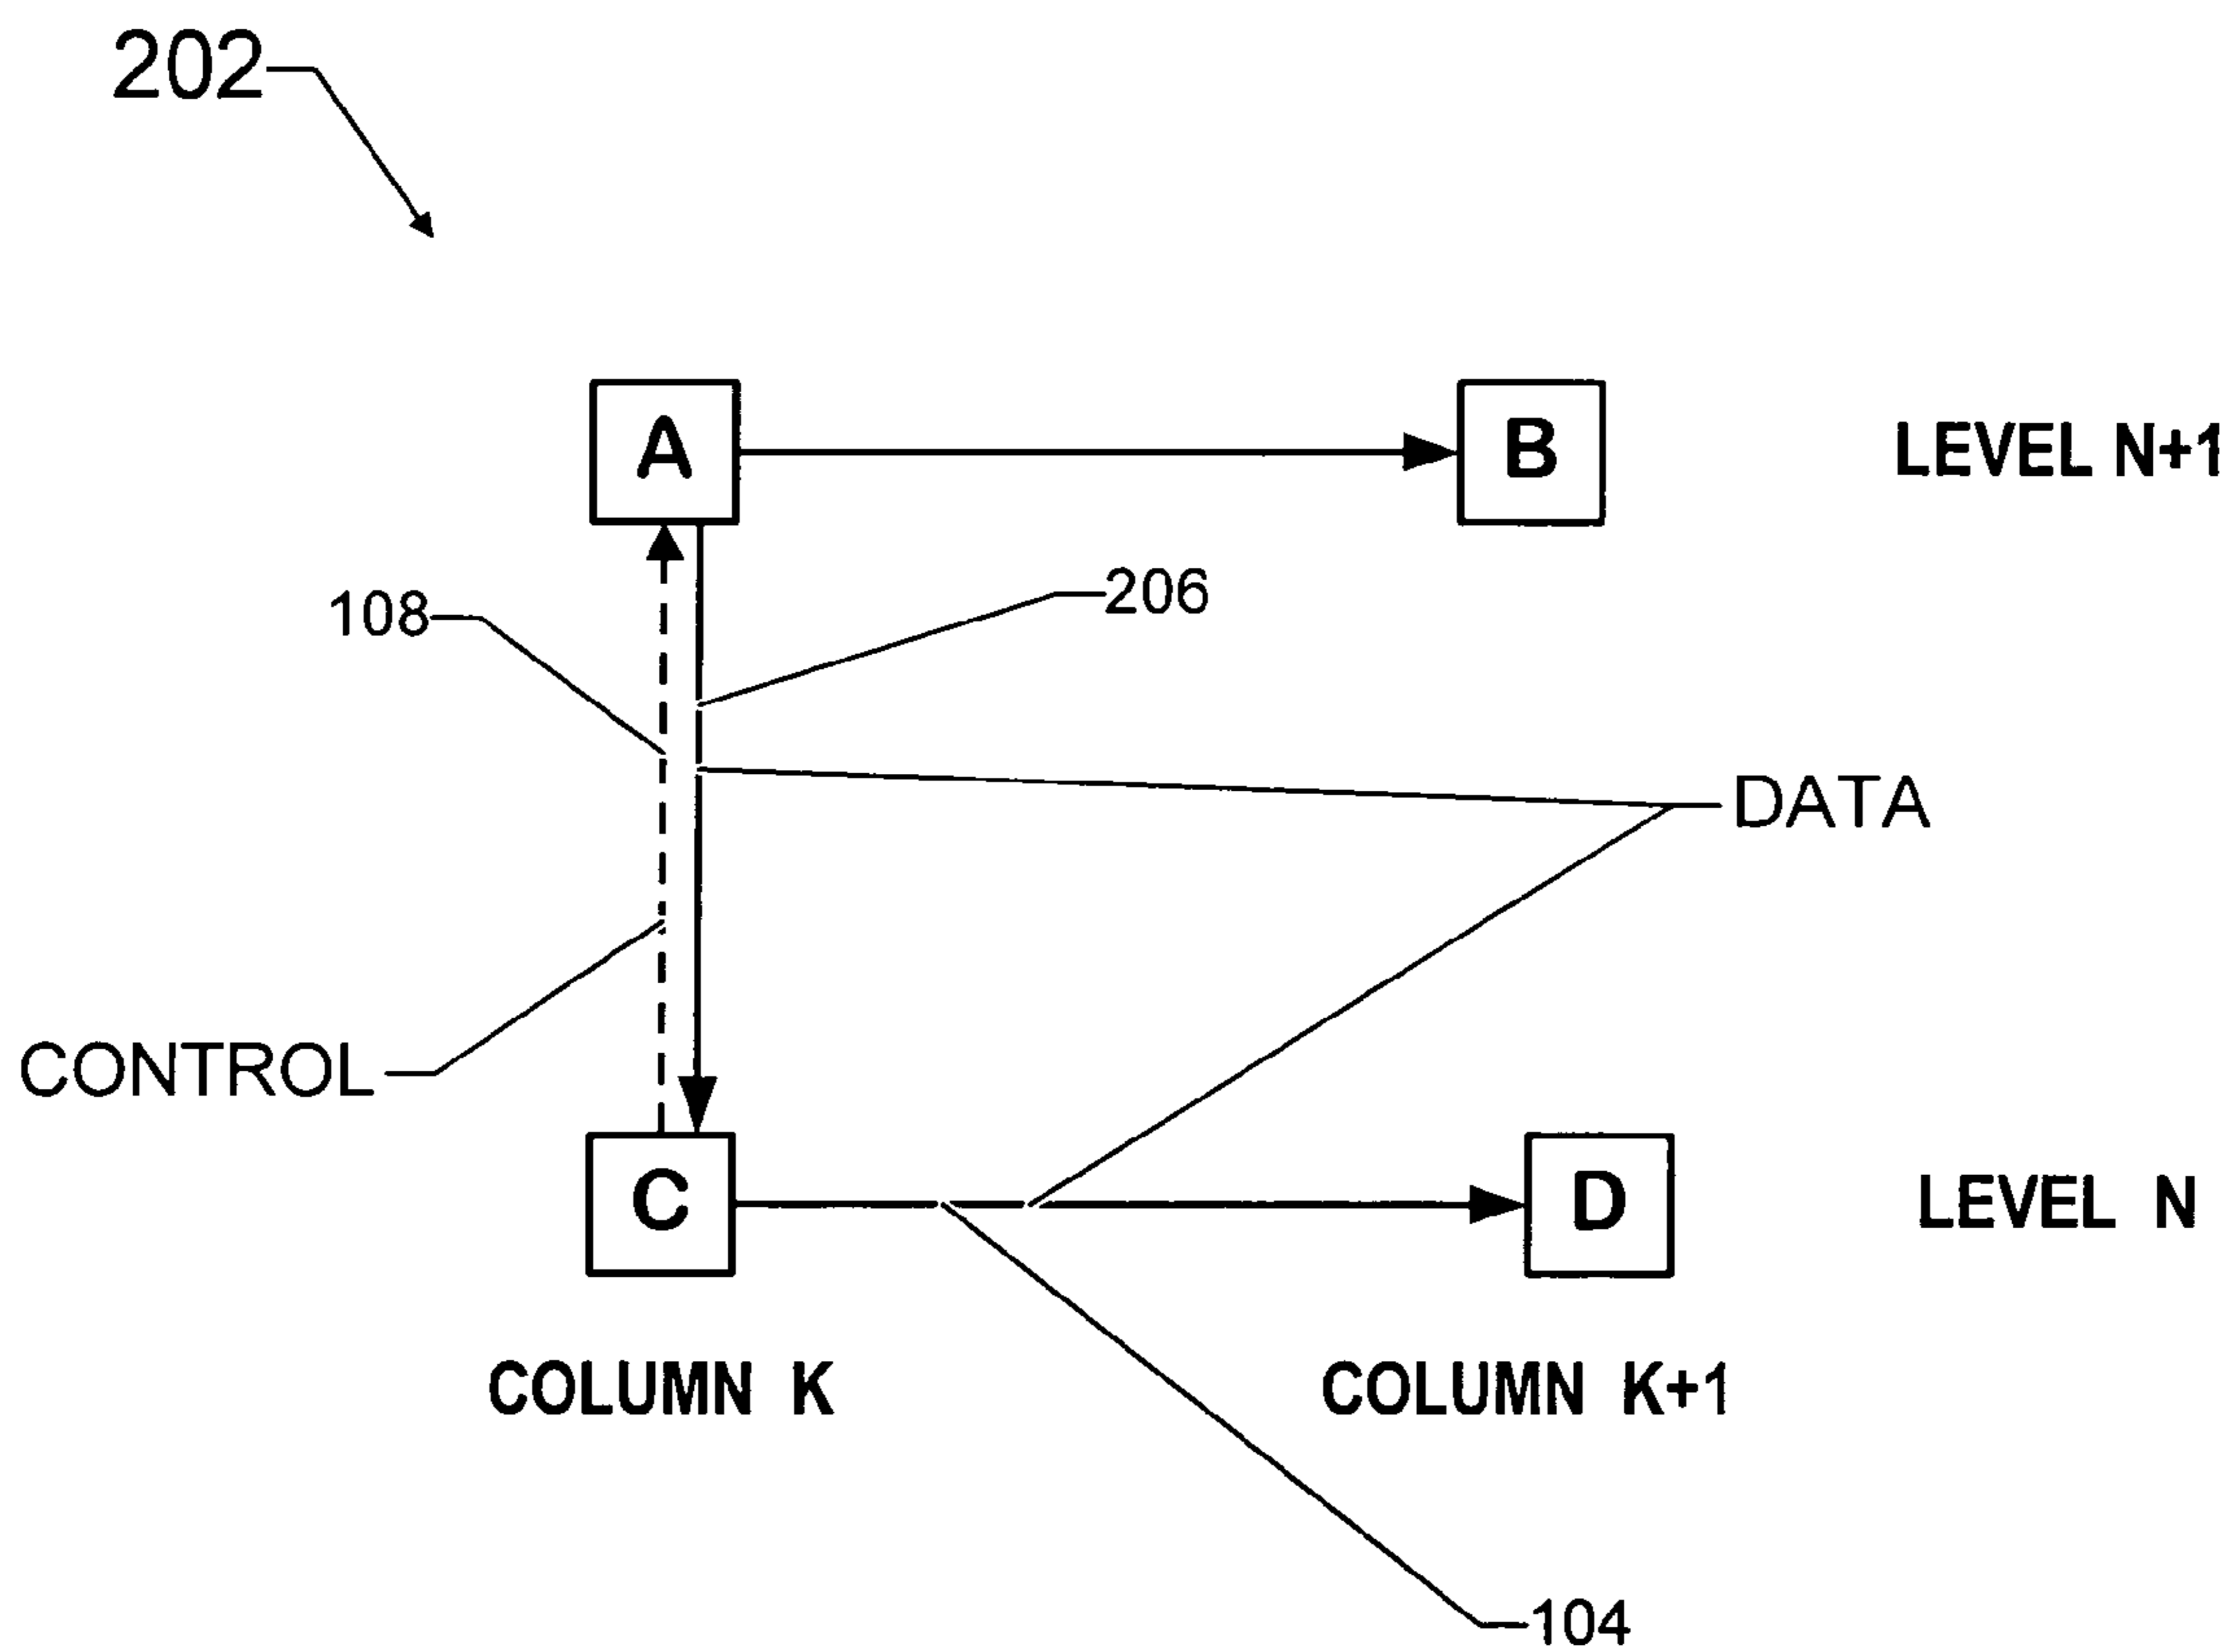 202
A
B
LEVEL N+1
108
206
DATA
CONTROL
C
D
LEVEL N
COLUMN K
COLUMN K+1
104